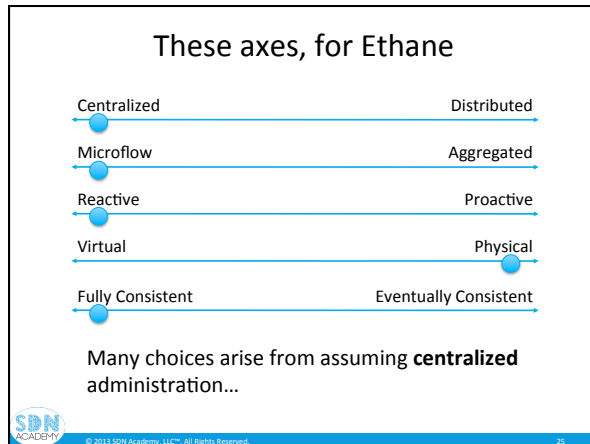 These axes, for Ethane
Centralized Distributed
Microflow Aggregated
Reactive Proactive
Virtual Physical
Fully Consistent Eventually Consistent
Many choices arise from assuming centralized
administration…
SDN
ACADEMY
© 2013 SDN Academy, LLC™. All Rights Reserved. 25